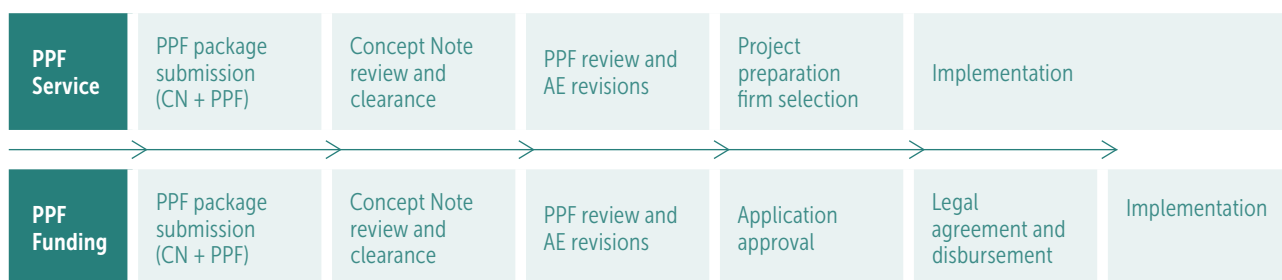 PPF
Service
PPF package
submission
(CN + PPF)
Concept Note
review and
clearance
PPF review and
AE revisions
Project
preparation
firm selection
Implementation
PPF
Funding
PPF package
submission
(CN + PPF)
Concept Note
review and
clearance
PPF review and
AE revisions
Application
approval
Legal
agreement and
disbursement
Implementation